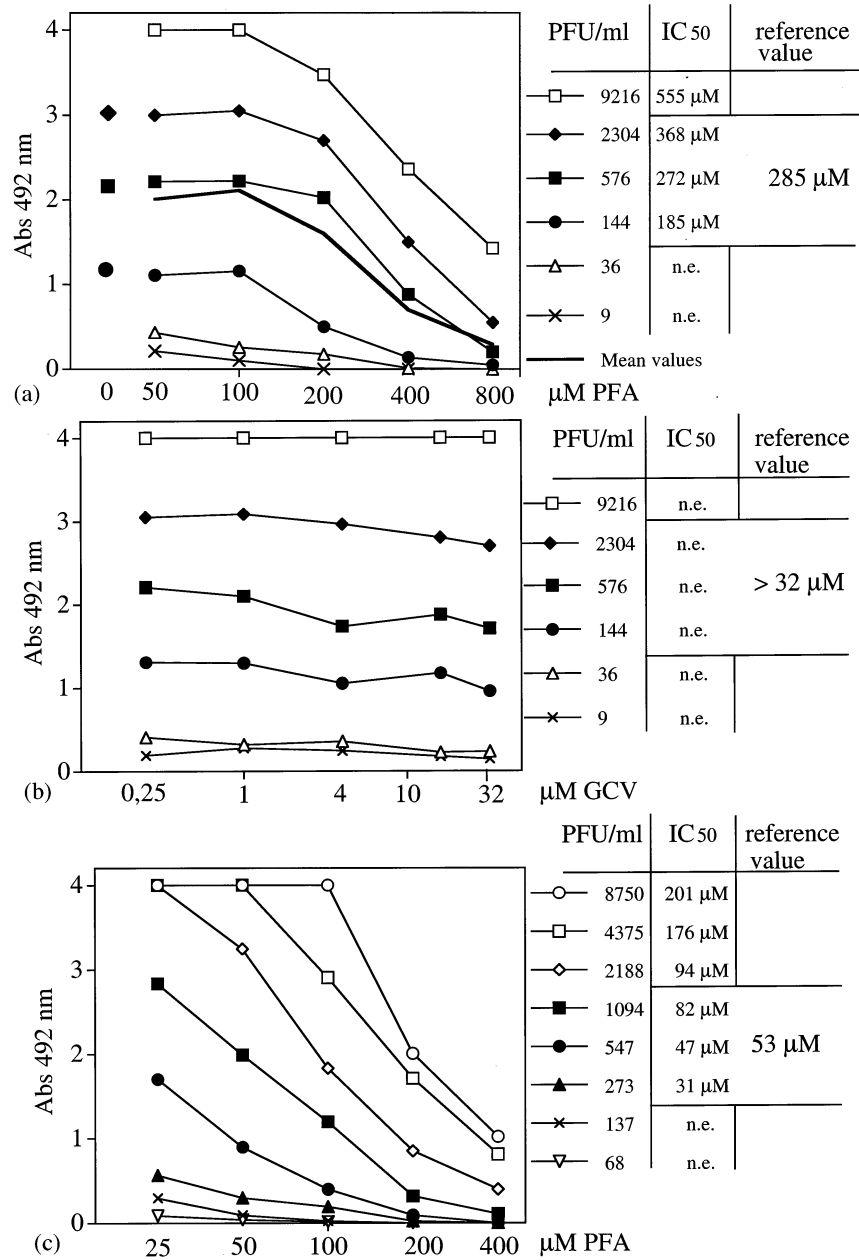 PFU/ml IC50 reference value
4
9216 555 µM
3
2304 368 µM
Abs 492 nm
576 272 µM 285 µM
2
144 185 µM
1
36 n.e.
9 n.e.
0
Mean values
(a) 0 50 100 200 400 800 µM PFA
PFU/ml IC50 reference value
4
9216 n.e.
3
2304 n.e.
Abs 492 nm
576 n.e. > 32 µM
2
144 n.e.
1
36 n.e.
9 n.e.
0
(b) 0,25 1 4 10 32 µM GCV
PFU/ml IC50 reference value
4
8750 201 µM
4375 176 µM
3
2188 94 µM
Abs 492 nm
1094 82 µM
2
547 47 µM 53 µM
273 31 µM
1
137 n.e.
68 n.e.
0
(c) 25 50 100 200 400 µM PFA